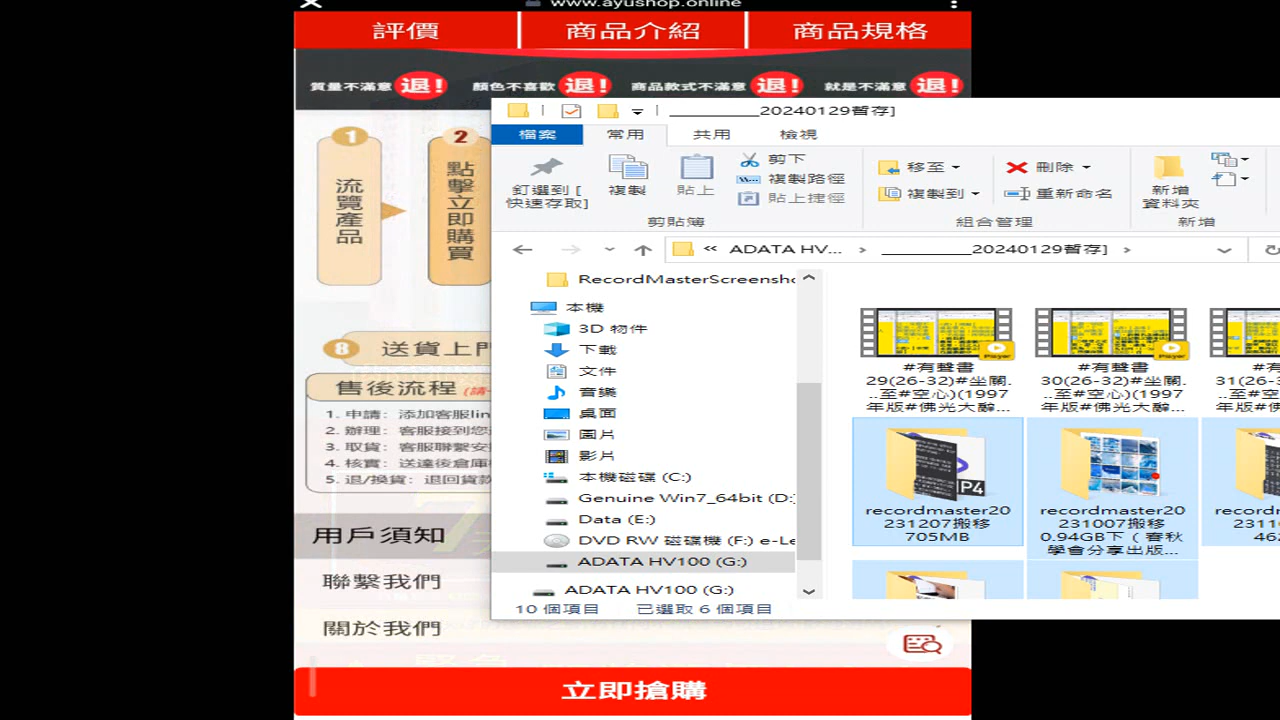 www.ayushop.online
評價
商品介紹
商品規格
質量不滿意 退!
顏色不喜歡 退!
商品款式不滿意 退!
就是不滿意 退!
1
流覽產品
2
點擊立即購買
8 送貨上門
售後流程
1. 申請：添加客服lin
2. 辦理：客服接到您
3. 取貨：客服聯繫安
4. 核實：送達後倉庫
5. 退/換貨：退回貨款
用戶須知
聯繫我們
關於我們
立即搶購
__________20240129暫存]
檔案
常用
共用
檢視
釘選到 [
快速存取]
複製
貼上
剪下
複製路徑
貼上捷徑
剪貼簿
移至
複製到
刪除
重新命名
組合管理
新增
資料夾
新增
« ADATA HV... › __________20240129暫存] ›
RecordMasterScreensho
本機
3D 物件
下載
文件
音樂
桌面
圖片
影片
本機磁碟 (C:)
Genuine Win7_64bit (D:)
Data (E:)
DVD RW 磁碟機 (F:) e-Le
ADATA HV100 (G:)
ADATA HV100 (G:)
10 個項目
已選取 6 個項目
Player
#有聲書
29(26-32)#坐關.
..至#空心)(1997
年版#佛光大辭...
Player
#有聲書
30(26-32)#坐關.
..至#空心)(1997
年版#佛光大辭...
#有
31(26-3
..至#空
年版#佛
MP4
recordmaster20
231207搬移
705MB
recordmaster20
231007搬移
0.94GB下（春秋
學會分享出版...
recordm
2311
462